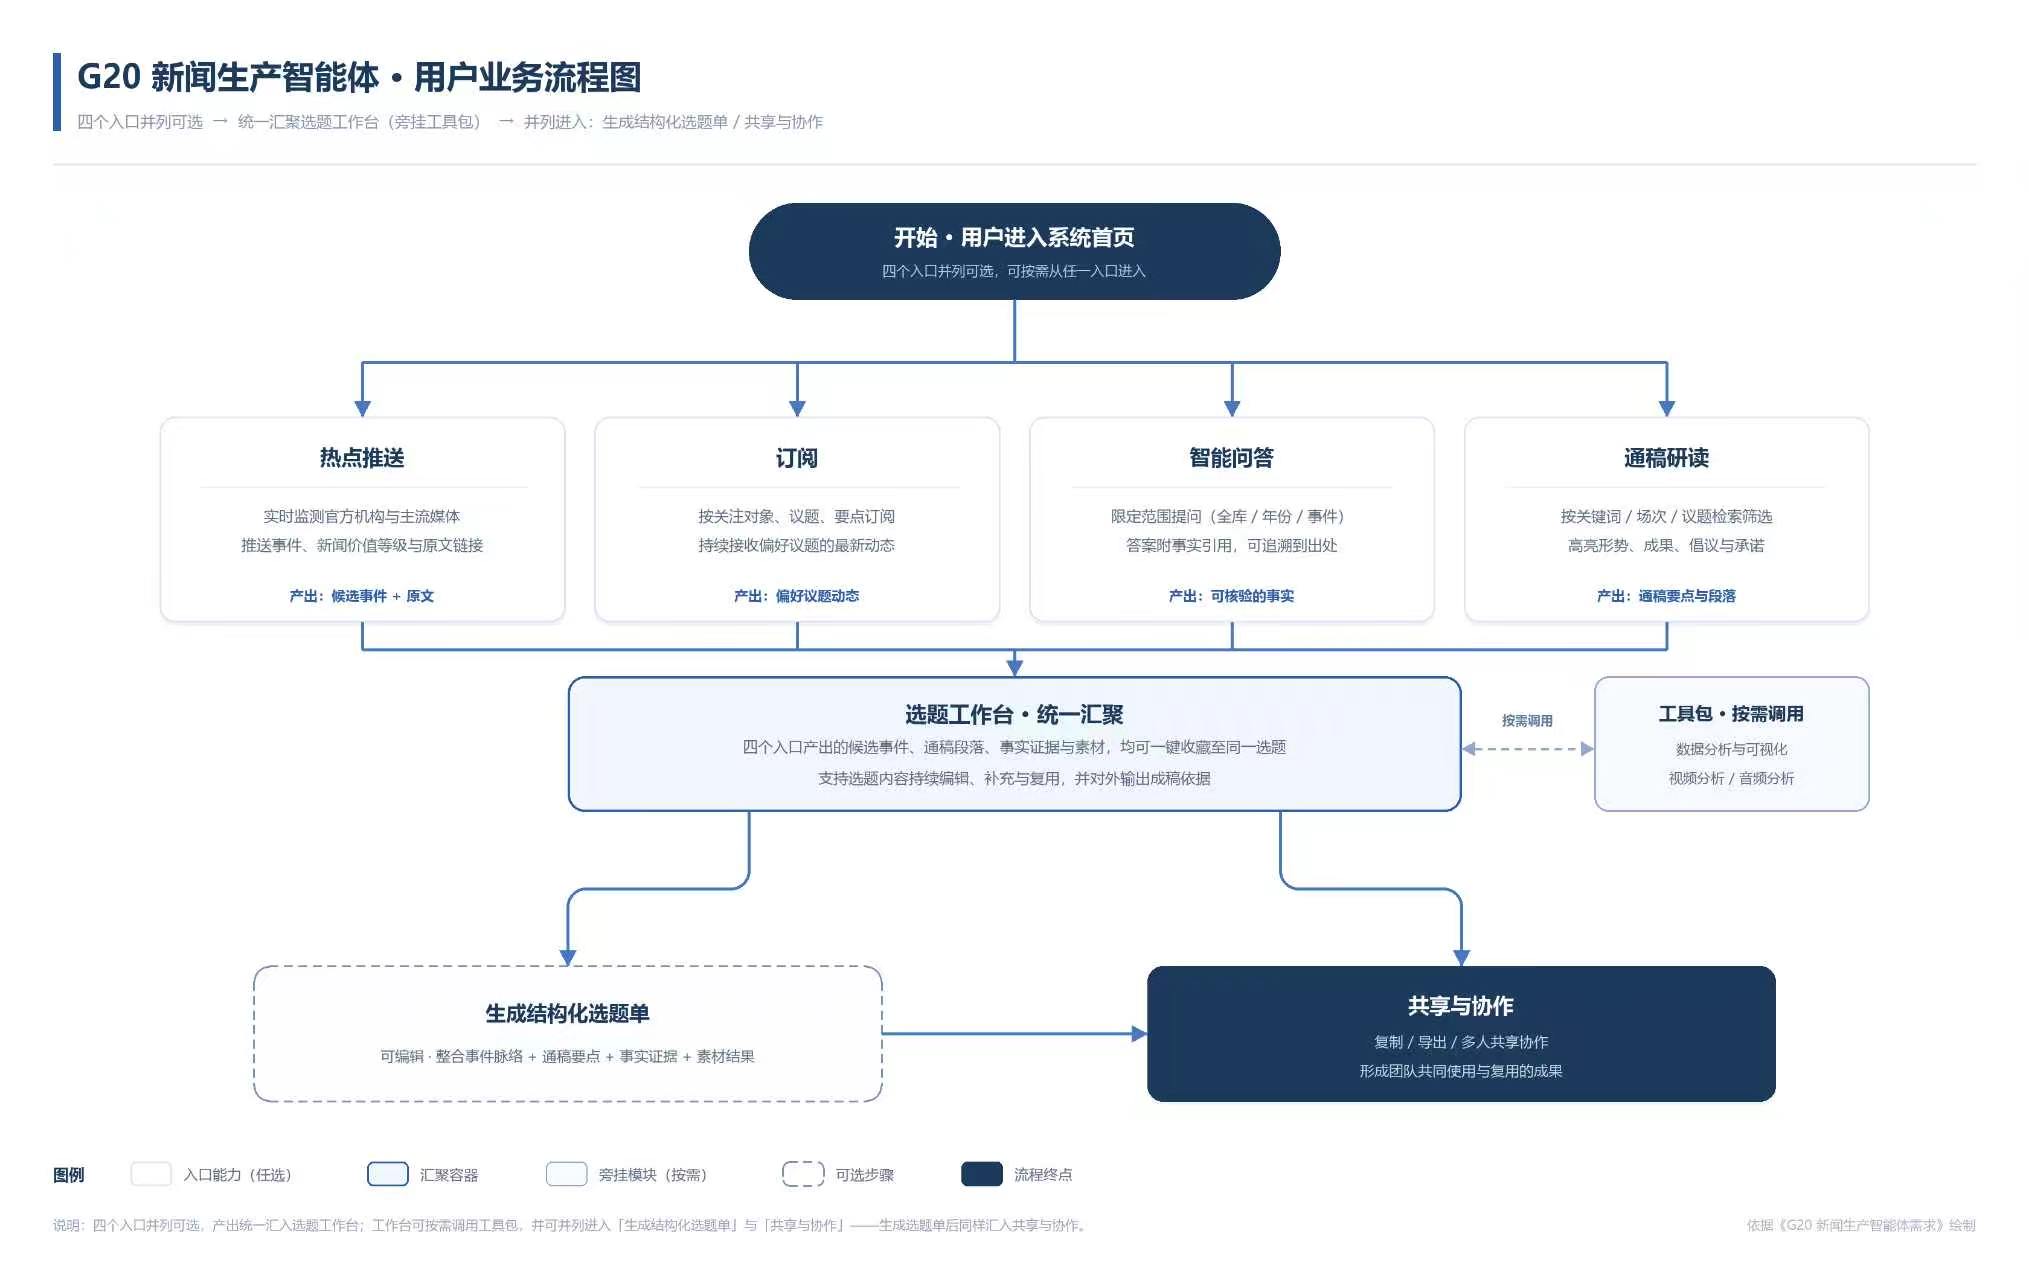 G20 新闻生产智能体 · 用户业务流程图
四个入口并列可选 → 统一汇聚选题工作台（旁挂工具包） → 并列进入：生成结构化选题单 / 共享与协作
开始 · 用户进入系统首页
四个入口并列可选，可按需从任一入口进入
热点推送
实时监测官方机构与主流媒体
推送事件、新闻价值等级与原文链接
产出：候选事件 + 原文
订阅
按关注对象、议题、要点订阅
持续接收偏好议题的最新动态
产出：偏好议题动态
智能问答
限定范围提问（全库 / 年份 / 事件）
答案附事实引用，可追溯到出处
产出：可核验的事实
通稿研读
按关键词 / 场次 / 议题检索筛选
高亮形势、成果、倡议与承诺
产出：通稿要点与段落
选题工作台 · 统一汇聚
四个入口产出的候选事件、通稿段落、事实证据与素材，均可一键收藏至同一选题
支持选题内容持续编辑、补充与复用，并对外输出成稿依据
按需调用
工具包 · 按需调用
数据分析与可视化
视频分析 / 音频分析
生成结构化选题单
可编辑 · 整合事件脉络 + 通稿要点 + 事实证据 + 素材结果
共享与协作
复制 / 导出 / 多人共享协作
形成团队共同使用与复用的成果
图例
入口能力（任选）
汇聚容器
旁挂模块（按需）
可选步骤
流程终点
说明：四个入口并列可选，产出统一汇入选题工作台；工作台可按需调用工具包，并可并列进入「生成结构化选题单」与「共享与协作」——生成选题单后同样汇入共享与协作。
依据《G20 新闻生产智能体需求》绘制